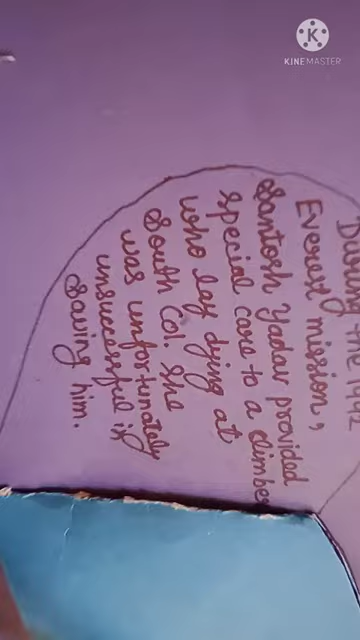 During the 1992
Everest mission,
Santosh Yadav provided
special care to a climber
who lay dying at
South Col. She
was unfortunately
unsuccessful in
saving him.
K
KINEMASTER